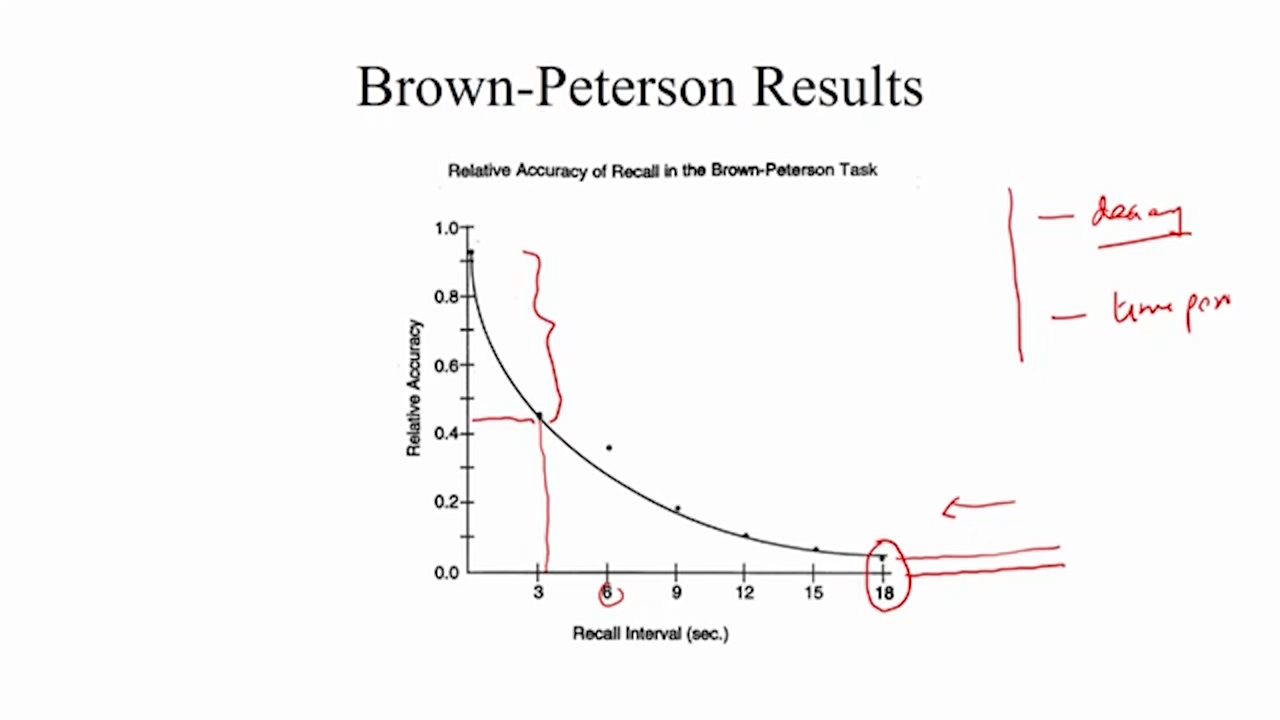 Brown-Peterson Results
Relative Accuracy of Recall in the Brown-Peterson Task
1.0
0.8
0.6
0.4
0.2
0.0
Relative Accuracy
3 6 9 12 15 18
Recall Interval (sec.)
— decay
— time